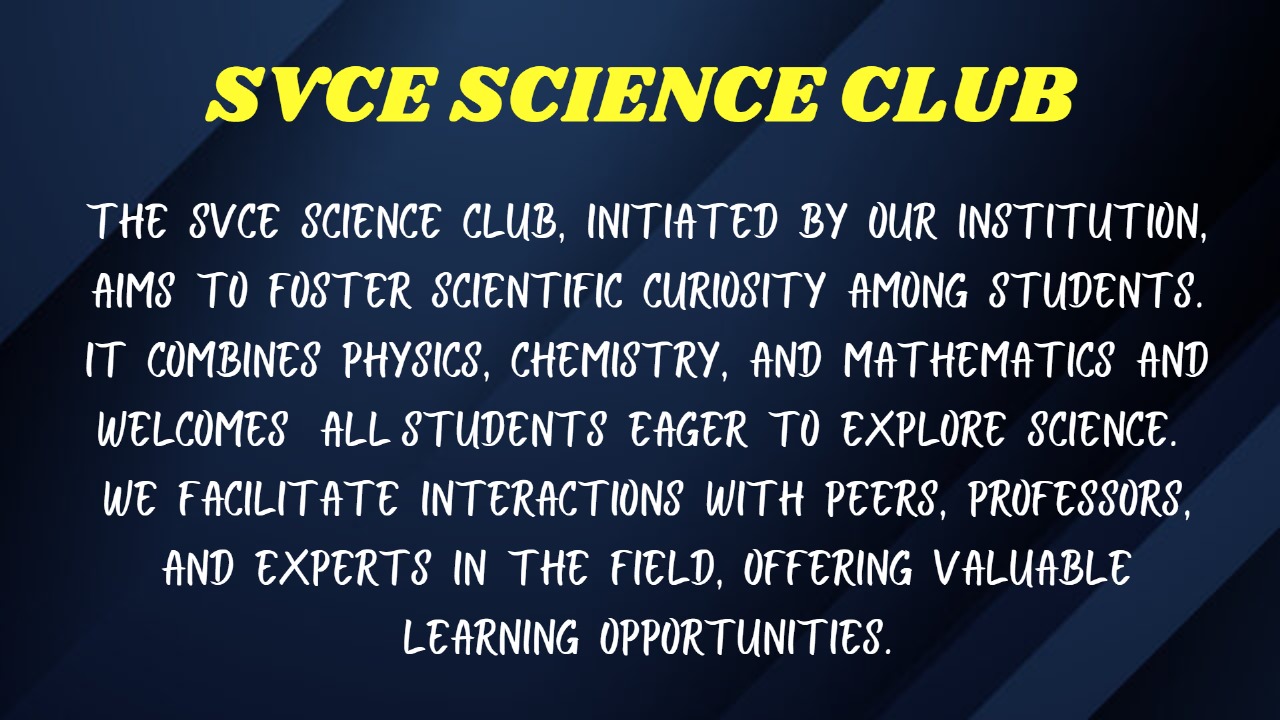 SVCE SCIENCE CLUB
THE SVCE SCIENCE CLUB, INITIATED BY OUR INSTITUTION,
AIMS TO FOSTER SCIENTIFIC CURIOSITY AMONG STUDENTS.
IT COMBINES PHYSICS, CHEMISTRY, AND MATHEMATICS AND
WELCOMES ALL STUDENTS EAGER TO EXPLORE SCIENCE.
WE FACILITATE INTERACTIONS WITH PEERS, PROFESSORS,
AND EXPERTS IN THE FIELD, OFFERING VALUABLE
LEARNING OPPORTUNITIES.